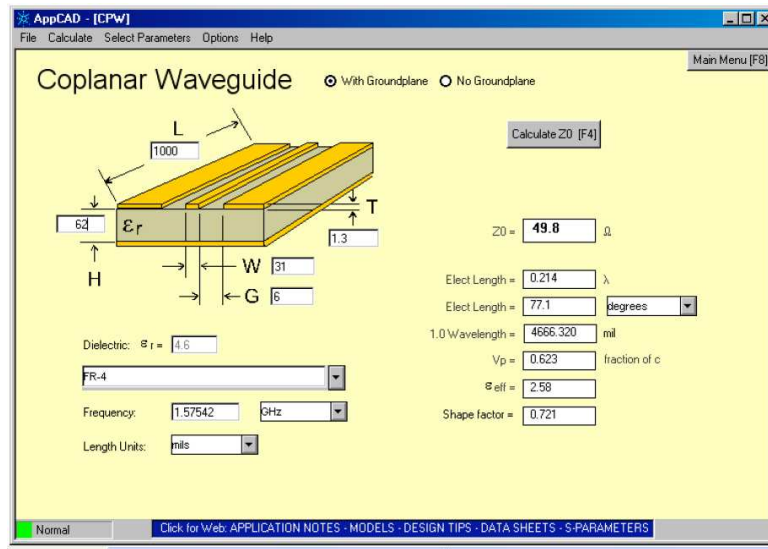 AppCAD - [CPW]
File Calculate Select Parameters Options Help
Main Menu [F8]
Coplanar Waveguide With Groundplane No Groundplane
L
1000
Calculate Z0 [F4]
62 εr T
1.3
H
W 31
G 6
Z0 = 49.8 Ω
Elect Length = 0.214 λ
Elect Length = 77.1 degrees
1.0 Wavelength = 4666.320 mil
Vp = 0.623 fraction of c
ε eff = 2.58
Shape factor = 0.721
Dielectric: ε r = 4.6
FR-4
Frequency: 1.57542 GHz
Length Units: mils
Normal Click for Web: APPLICATION NOTES - MODELS - DESIGN TIPS - DATA SHEETS - S-PARAMETERS